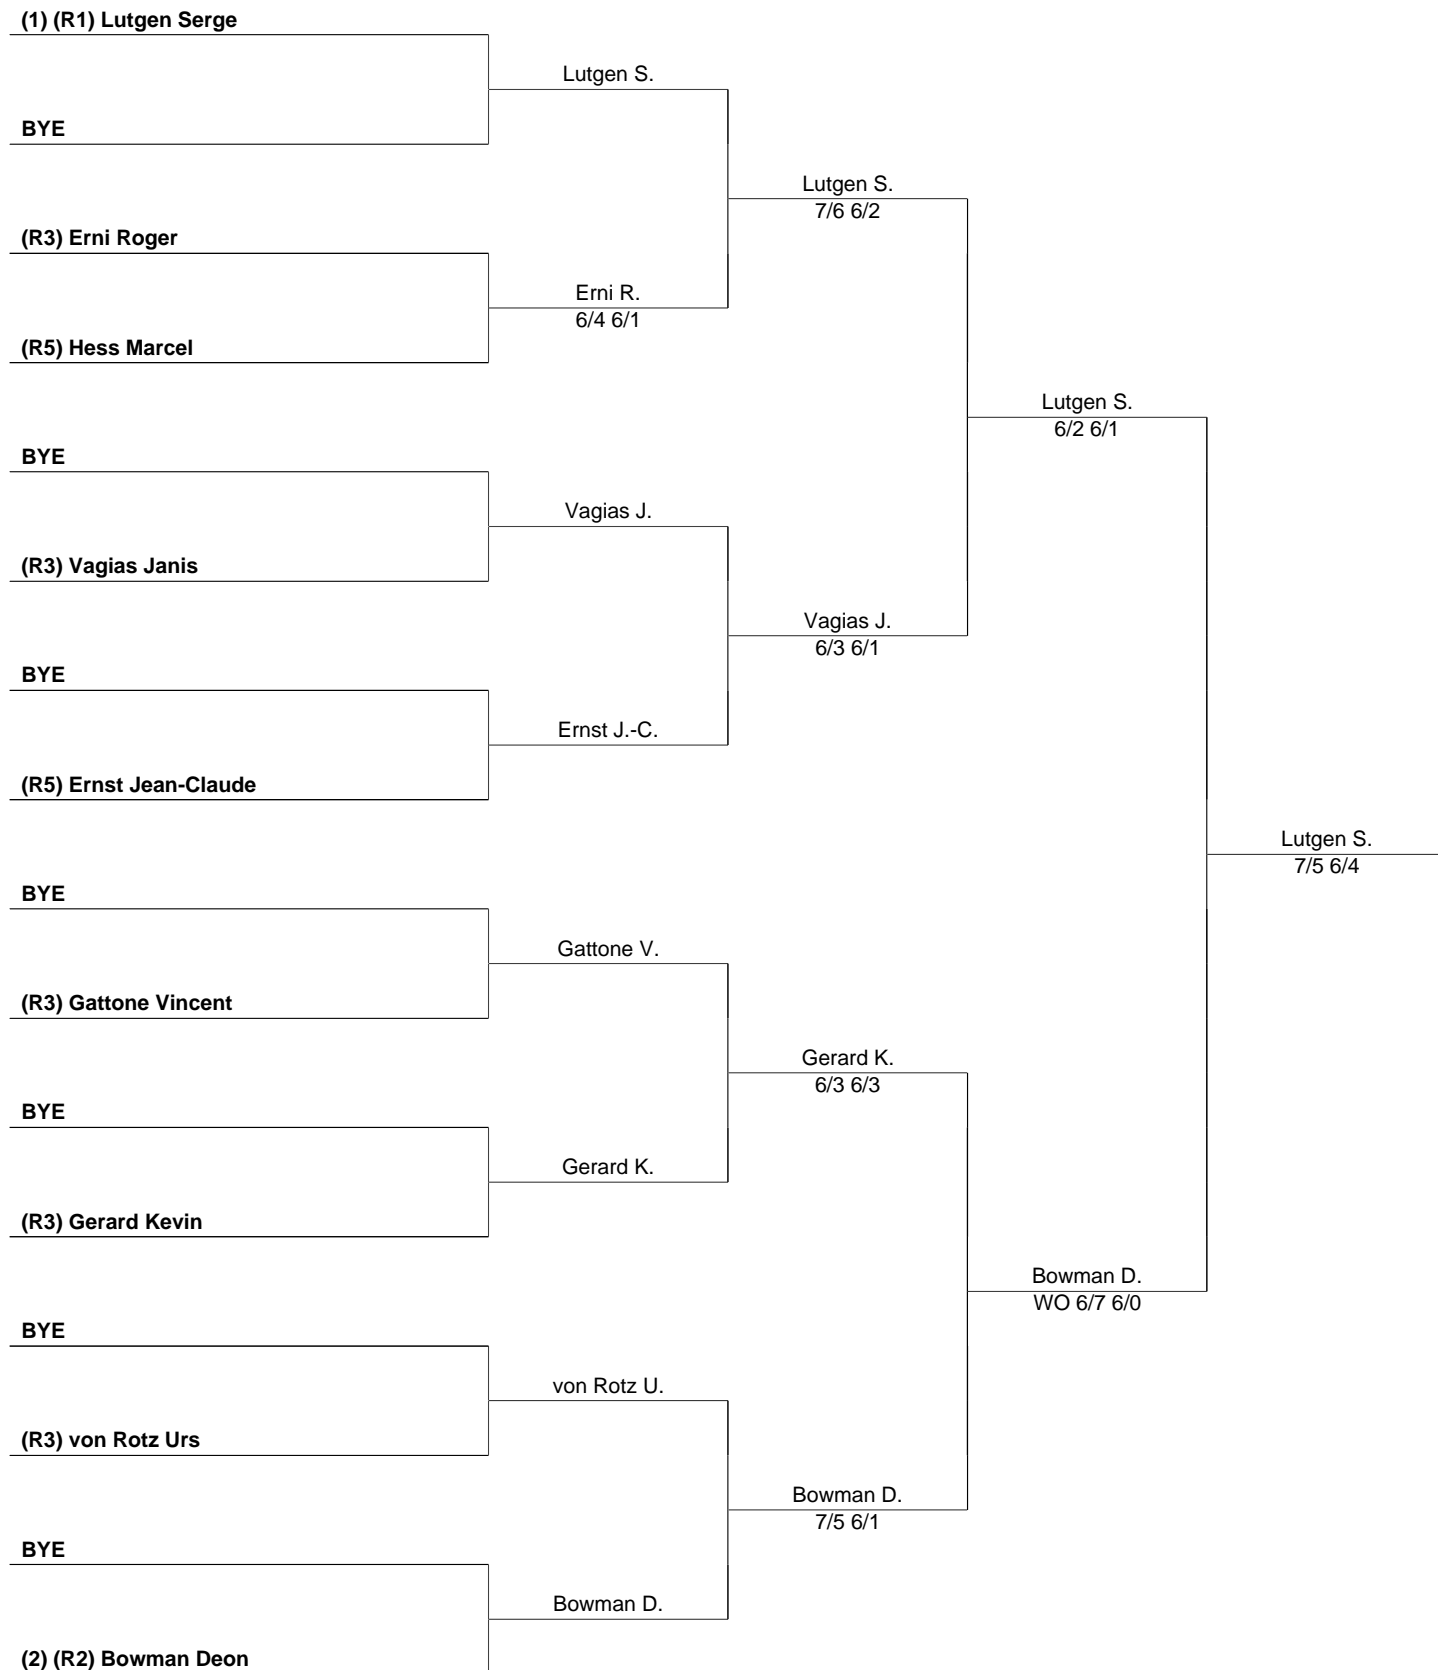 (1) (R1) Lutgen Serge
Lutgen S.
BYE
Lutgen S.
7/6 6/2
(R3) Erni Roger
Erni R.
6/4 6/1
(R5) Hess Marcel
Lutgen S.
6/2 6/1
BYE
Vagias J.
(R3) Vagias Janis
Vagias J.
6/3 6/1
BYE
Ernst J.-C.
(R5) Ernst Jean-Claude
Lutgen S.
7/5 6/4
BYE
Gattone V.
(R3) Gattone Vincent
Gerard K.
6/3 6/3
BYE
Gerard K.
(R3) Gerard Kevin
Bowman D.
WO 6/7 6/0
BYE
von Rotz U.
(R3) von Rotz Urs
Bowman D.
7/5 6/1
BYE
Bowman D.
(2) (R2) Bowman Deon